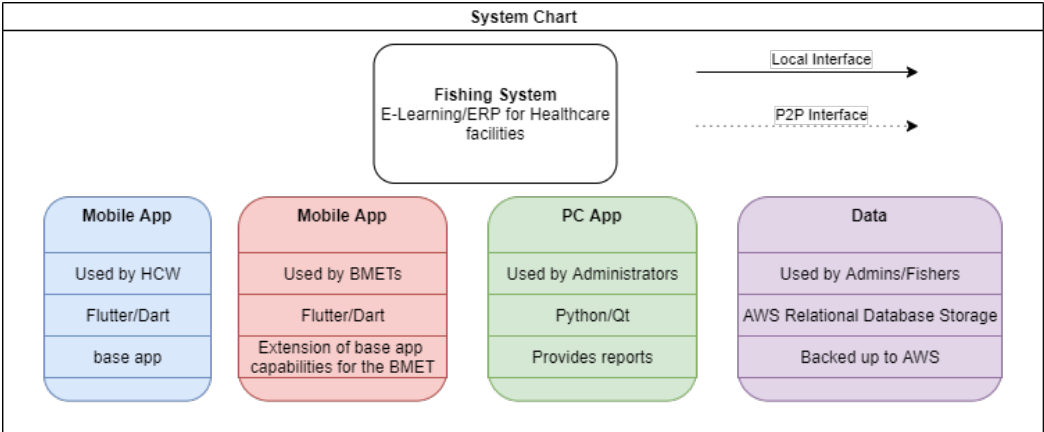 System Chart
Fishing System
E-Learning/ERP for Healthcare
facilities
Local Interface
P2P Interface
Mobile App
Used by HCW
Flutter/Dart
base app
Mobile App
Used by BMETs
Flutter/Dart
Extension of base app
capabilities for the BMET
PC App
Used by Administrators
Python/Qt
Provides reports
Data
Used by Admins/Fishers
AWS Relational Database Storage
Backed up to AWS